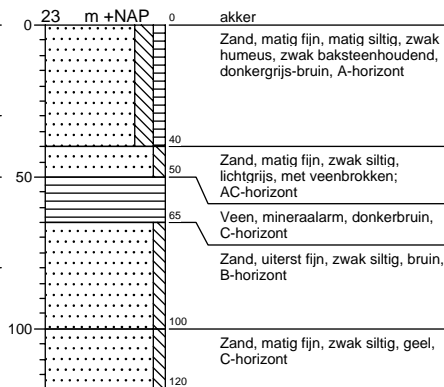 23 m +NAP
0
0
akker
Zand, matig fijn, matig siltig, zwak
humeus, zwak baksteenhoudend,
donkergrijs-bruin, A-horizont
40
Zand, matig fijn, zwak siltig,
lichtgrijs, met veenbrokken;
AC-horizont
50
50
Veen, mineraalarm, donkerbruin,
C-horizont
65
Zand, uiterst fijn, zwak siltig, bruin,
B-horizont
100
100
Zand, matig fijn, zwak siltig, geel,
C-horizont
120